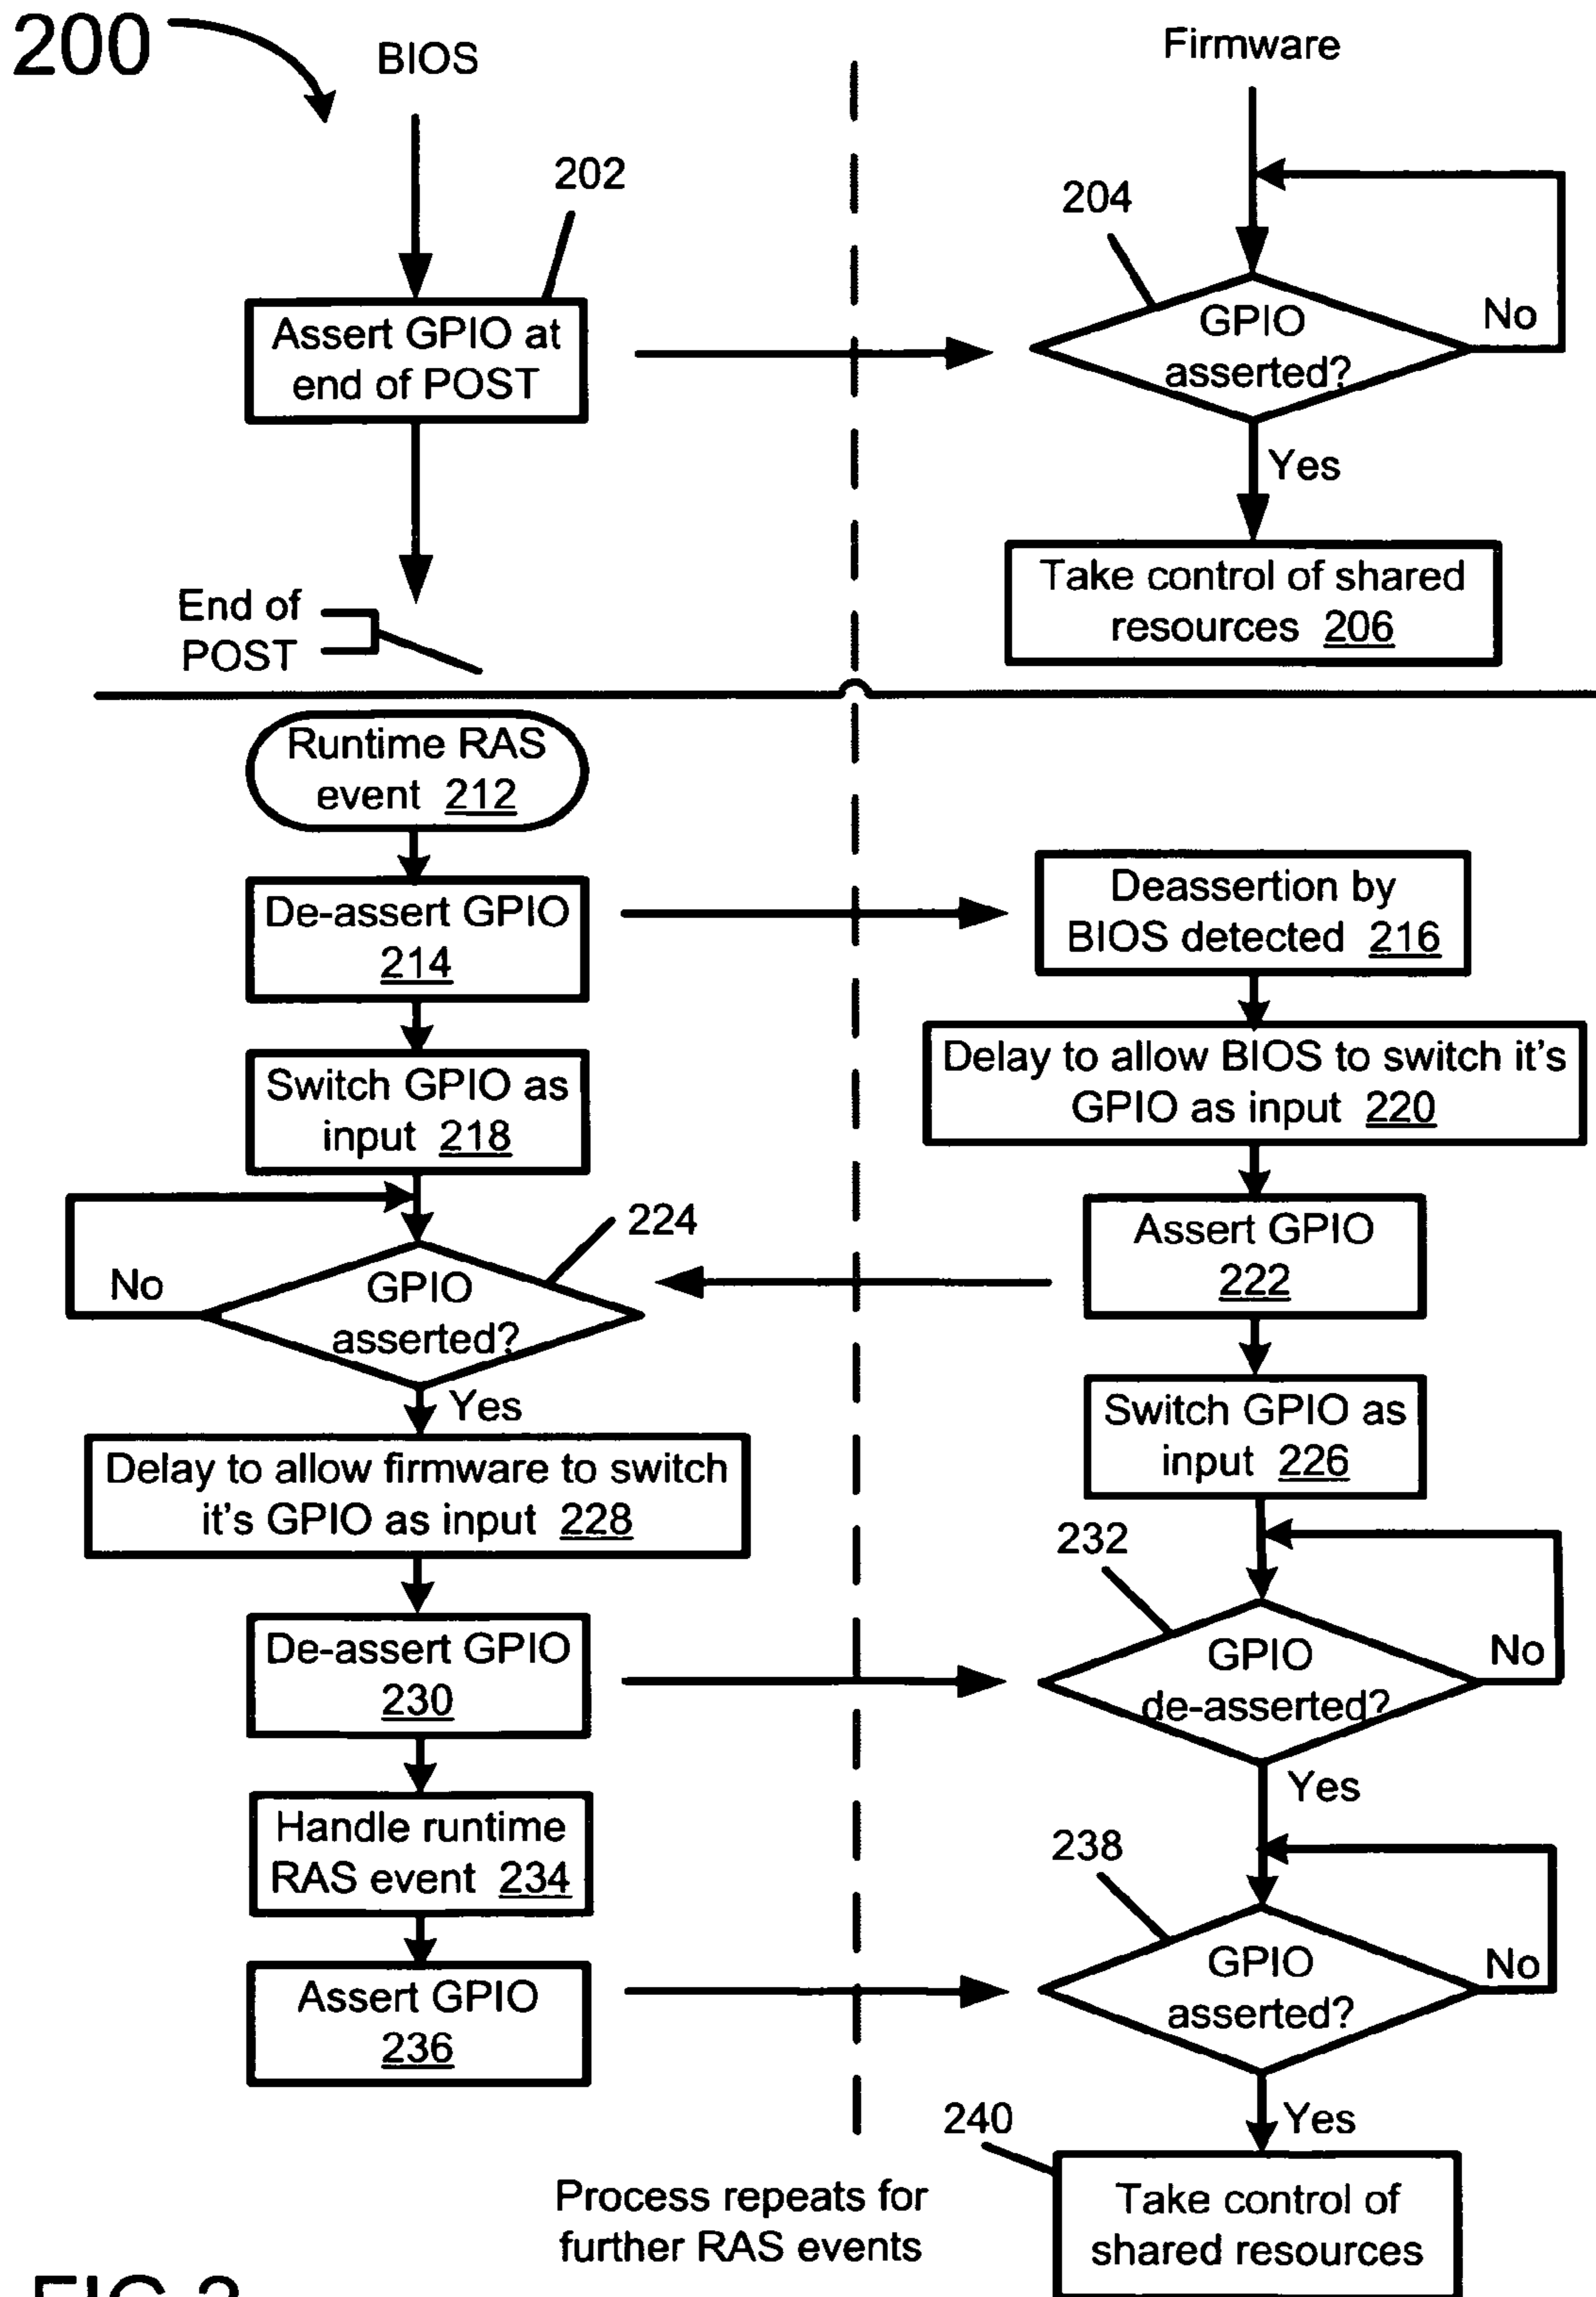 200
BIOS
Firmware
202
204
Assert GPIO at
end of POST
GPIO
asserted?
No
Yes
Take control of shared
resources 206
End of
POST
Runtime RAS
event 212
De-assert GPIO
214
Deassertion by
BIOS detected 216
Switch GPIO as
input 218
Delay to allow BIOS to switch it's
GPIO as input 220
Assert GPIO
222
224
GPIO
asserted?
No
Yes
Switch GPIO as
input 226
Delay to allow firmware to switch
it's GPIO as input 228
232
De-assert GPIO
230
GPIO
de-asserted?
No
Yes
Handle runtime
RAS event 234
238
Assert GPIO
236
GPIO
asserted?
No
Yes
240
Take control of
shared resources
Process repeats for
further RAS events